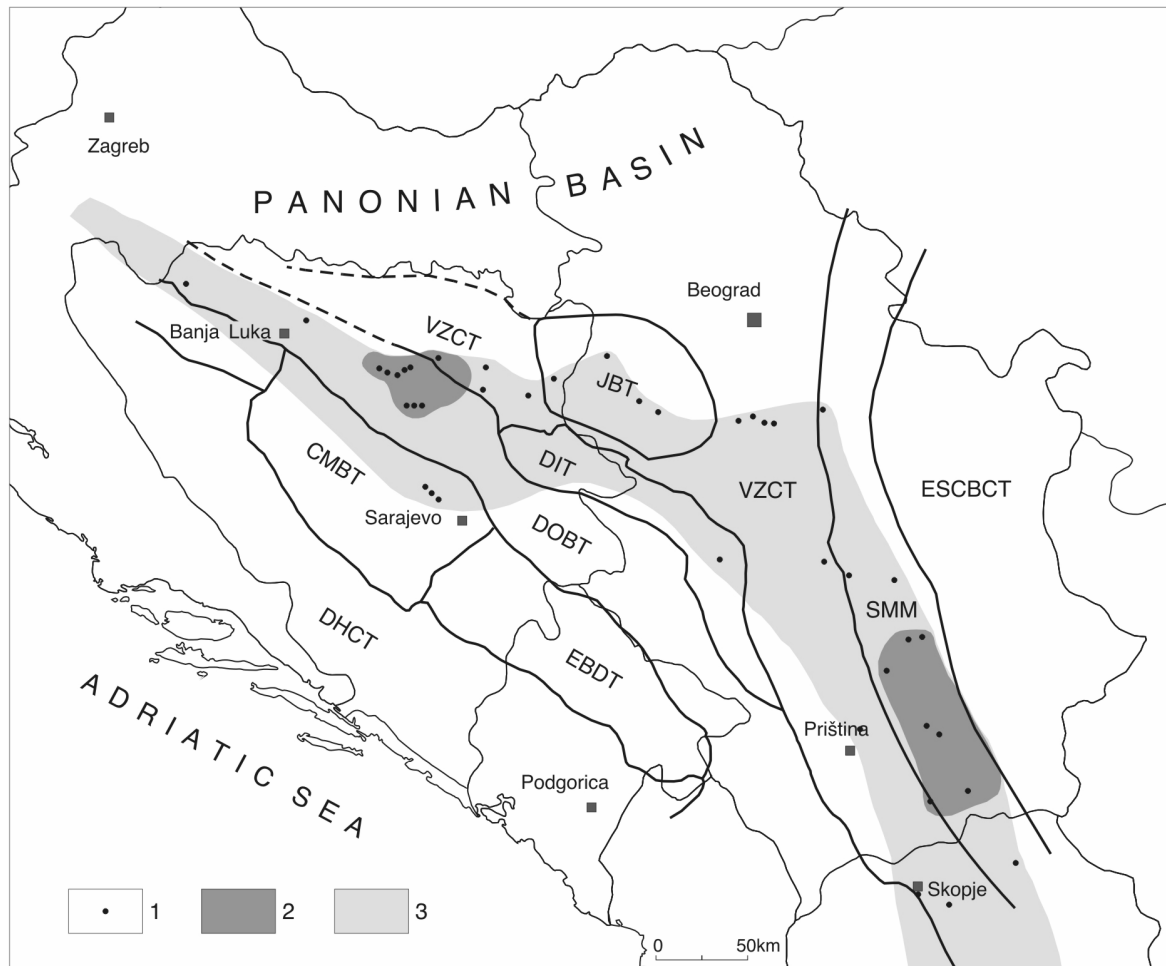 Zagreb
PANONIAN BASIN
Beograd
Banja Luka
VZCT
JBT
CMBT
DIT
VZCT
ESCBCT
Sarajevo
DOBT
SMM
DHCT
EBDT
ADRIATIC SEA
Priština
Podgorica
Skopje
1
2
3
0
50km